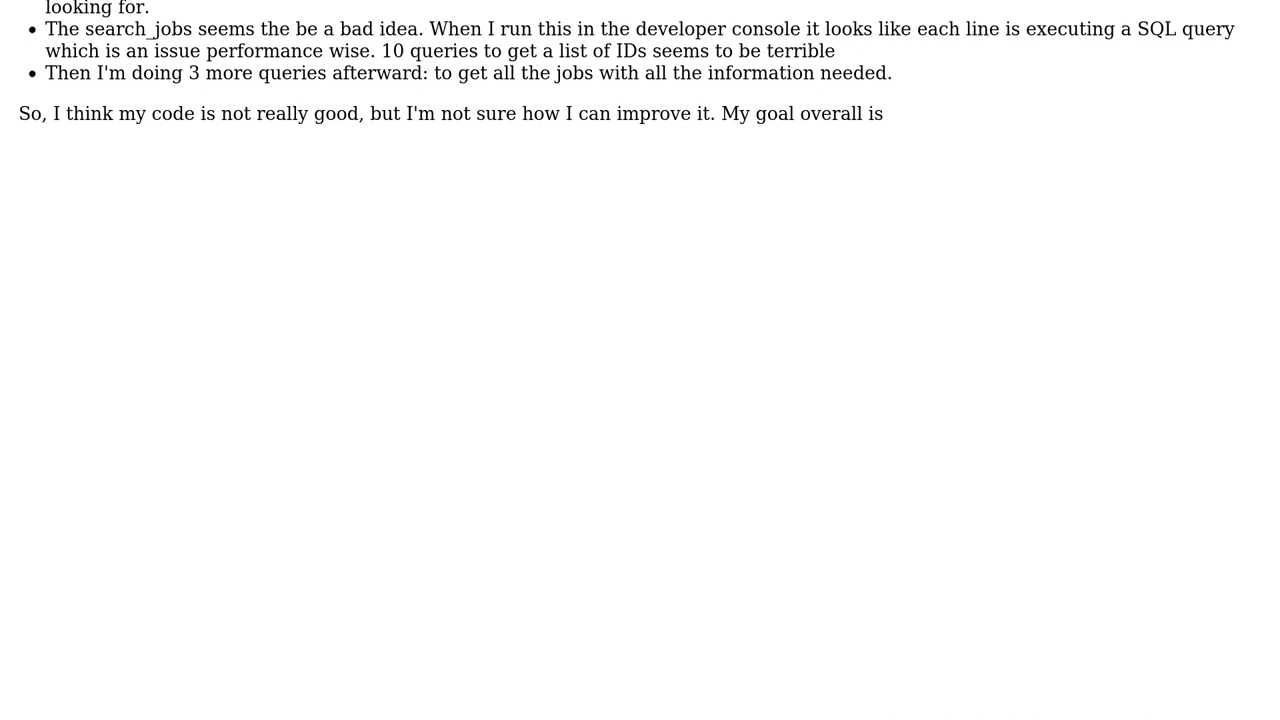 looking for.
The search_jobs seems the be a bad idea. When I run this in the developer console it looks like each line is executing a SQL query
which is an issue performance wise. 10 queries to get a list of IDs seems to be terrible
Then I'm doing 3 more queries afterward: to get all the jobs with all the information needed.
So, I think my code is not really good, but I'm not sure how I can improve it. My goal overall is